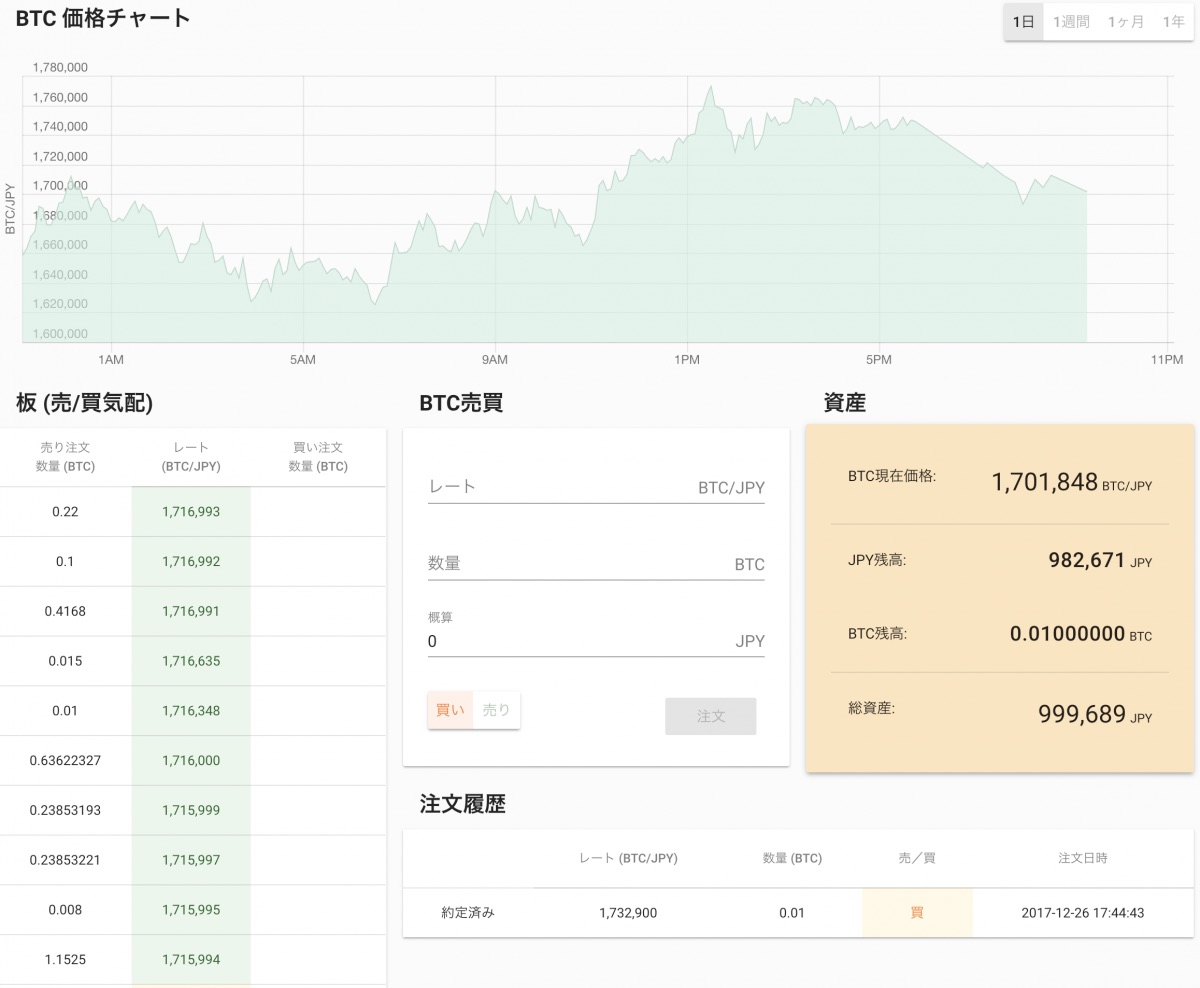 BTC 価格チャート
1日 1週間 1ヶ月 1年
1,780,000
1,760,000
1,740,000
1,720,000
1,700,000
1,680,000
1,660,000
1,640,000
1,620,000
1,600,000
BTC/JPY
1AM 5AM 9AM 1PM 5PM 11PM
板 (売/買気配)
売り注文 レート 買い注文
数量 (BTC) (BTC/JPY) 数量 (BTC)
0.22 1,716,993
0.1 1,716,992
0.4168 1,716,991
0.015 1,716,635
0.01 1,716,348
0.63622327 1,716,000
0.23853193 1,715,999
0.23853221 1,715,997
0.008 1,715,995
1.1525 1,715,994
BTC売買
レート BTC/JPY
数量 BTC
概算
0 JPY
買い 売り 注文
資産
BTC現在価格: 1,701,848 BTC/JPY
JPY残高: 982,671 JPY
BTC残高: 0.01000000 BTC
総資産: 999,689 JPY
注文履歴
レート (BTC/JPY) 数量 (BTC) 売／買 注文日時
約定済み 1,732,900 0.01 買 2017-12-26 17:44:43